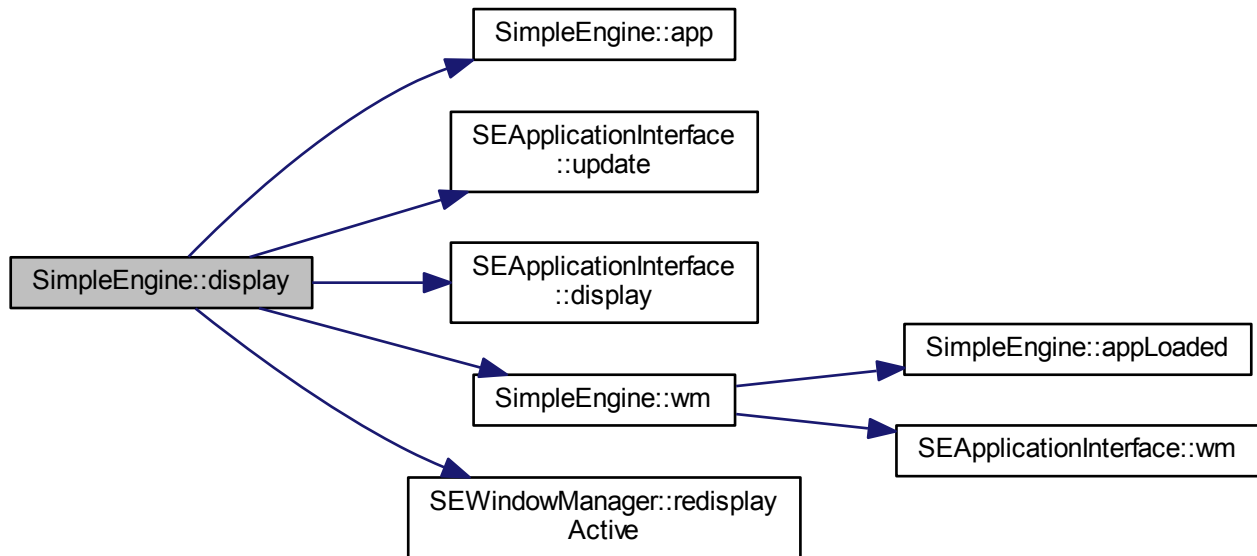 SimpleEngine::app
SEApplicationInterface
::update
SimpleEngine::display
SEApplicationInterface
::display
SimpleEngine::appLoaded
SimpleEngine::wm
SEApplicationInterface::wm
SEWindowManager::redisplay
Active